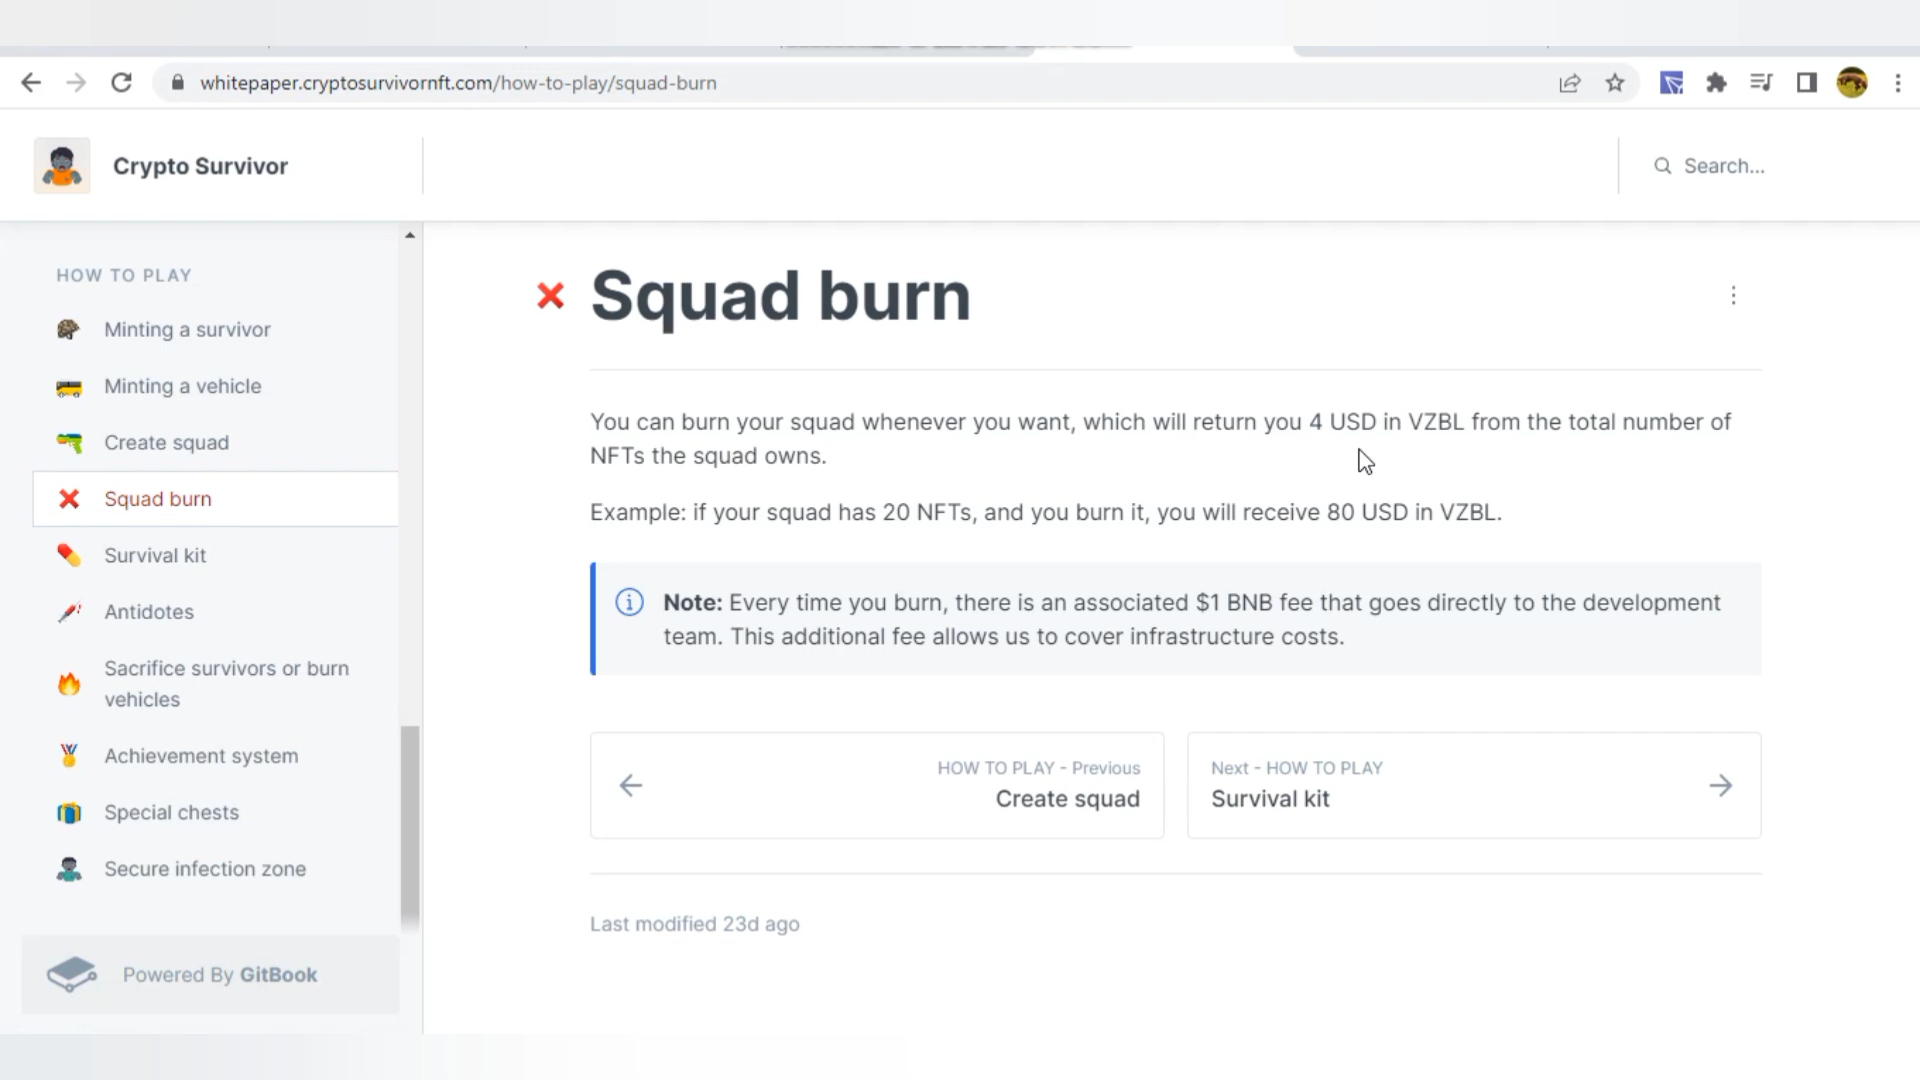 whitepaper.cryptosurvivornft.com/how-to-play/squad-burn
Crypto Survivor
Search...
HOW TO PLAY
Minting a survivor
Minting a vehicle
Create squad
Squad burn
Survival kit
Antidotes
Sacrifice survivors or burn
vehicles
Achievement system
Special chests
Secure infection zone
Powered By GitBook
Squad burn
You can burn your squad whenever you want, which will return you 4 USD in VZBL from the total number of
NFTs the squad owns.
Example: if your squad has 20 NFTs, and you burn it, you will receive 80 USD in VZBL.
Note: Every time you burn, there is an associated $1 BNB fee that goes directly to the development
team. This additional fee allows us to cover infrastructure costs.
HOW TO PLAY - Previous
Create squad
Next - HOW TO PLAY
Survival kit
Last modified 23d ago